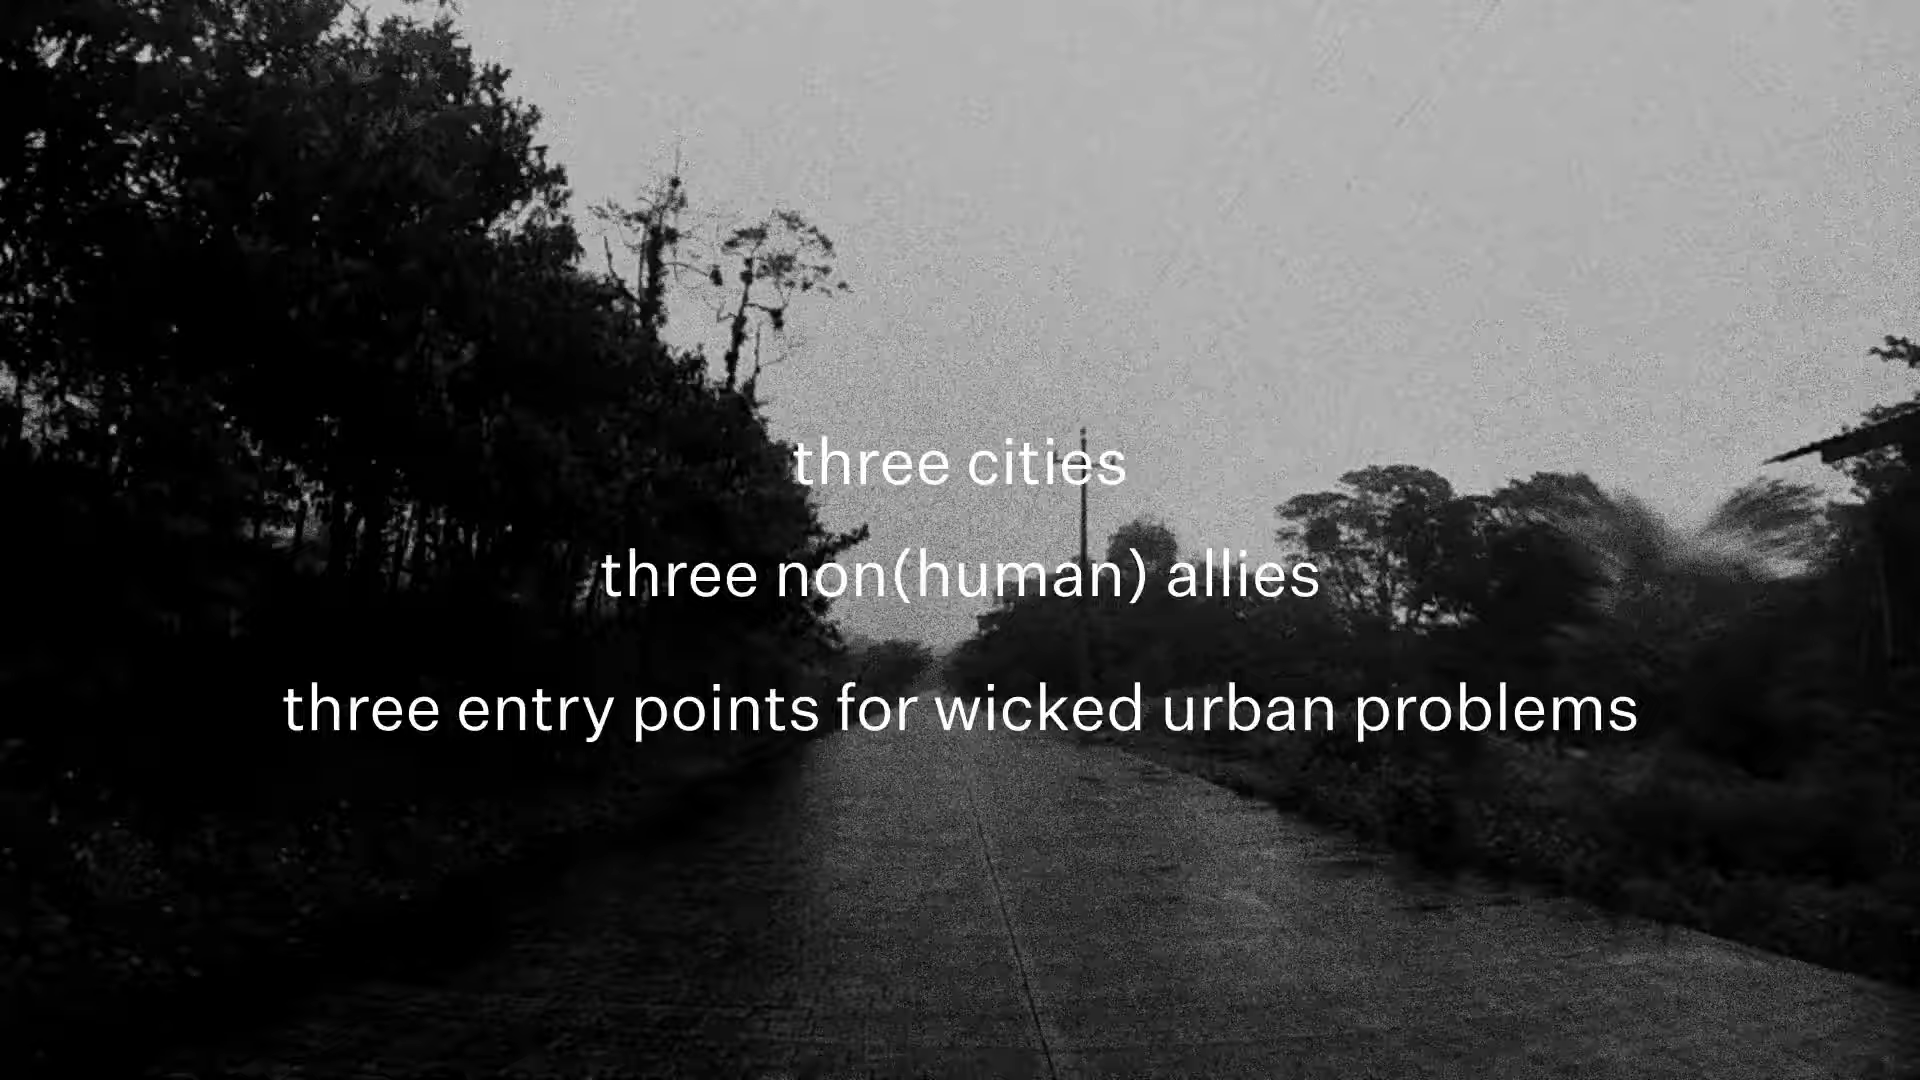 three cities
three non(human) allies
three entry points for wicked urban problems